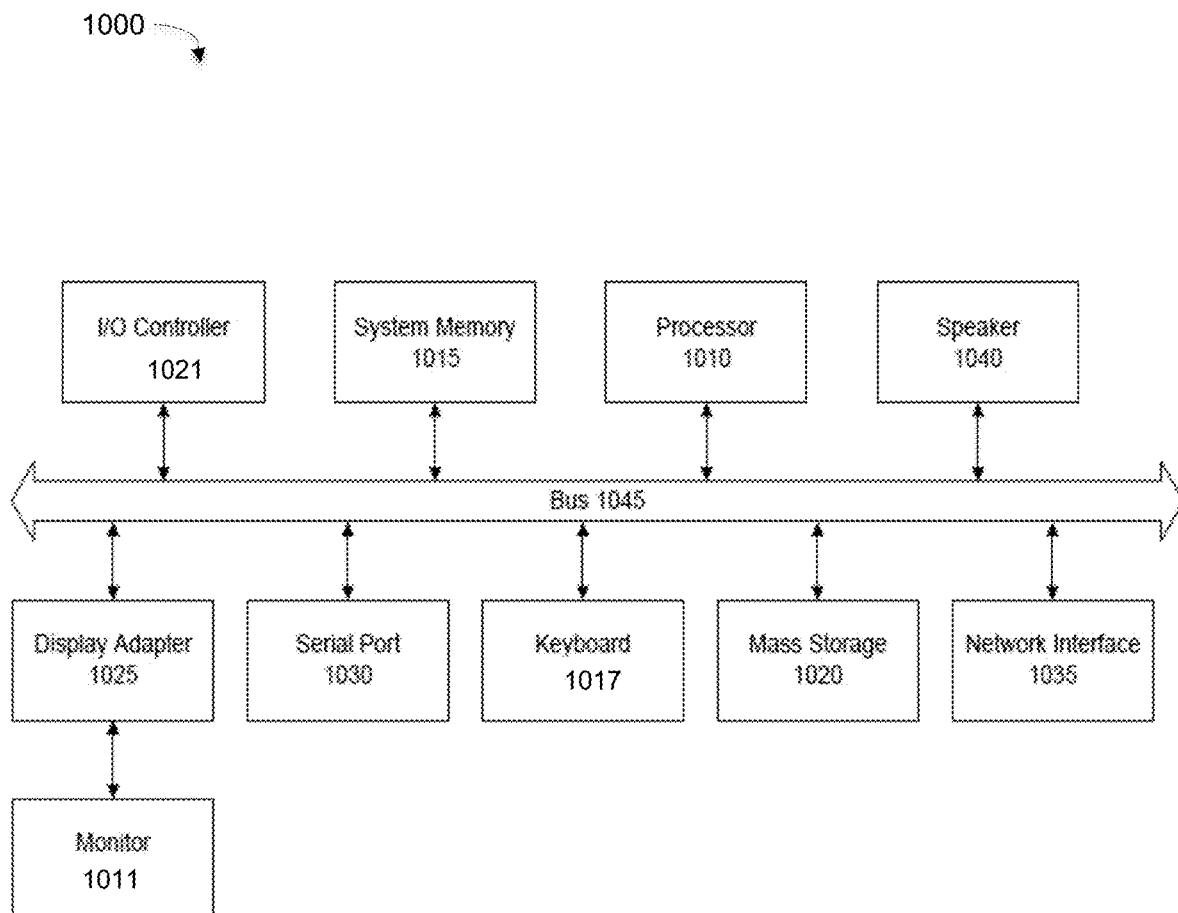 1000
I/O Controller
1021
System Memory
1015
Processor
1010
Speaker
1040
Bus 1045
Display Adapter
1025
Serial Port
1030
Keyboard
1017
Mass Storage
1020
Network Interface
1035
Monitor
1011